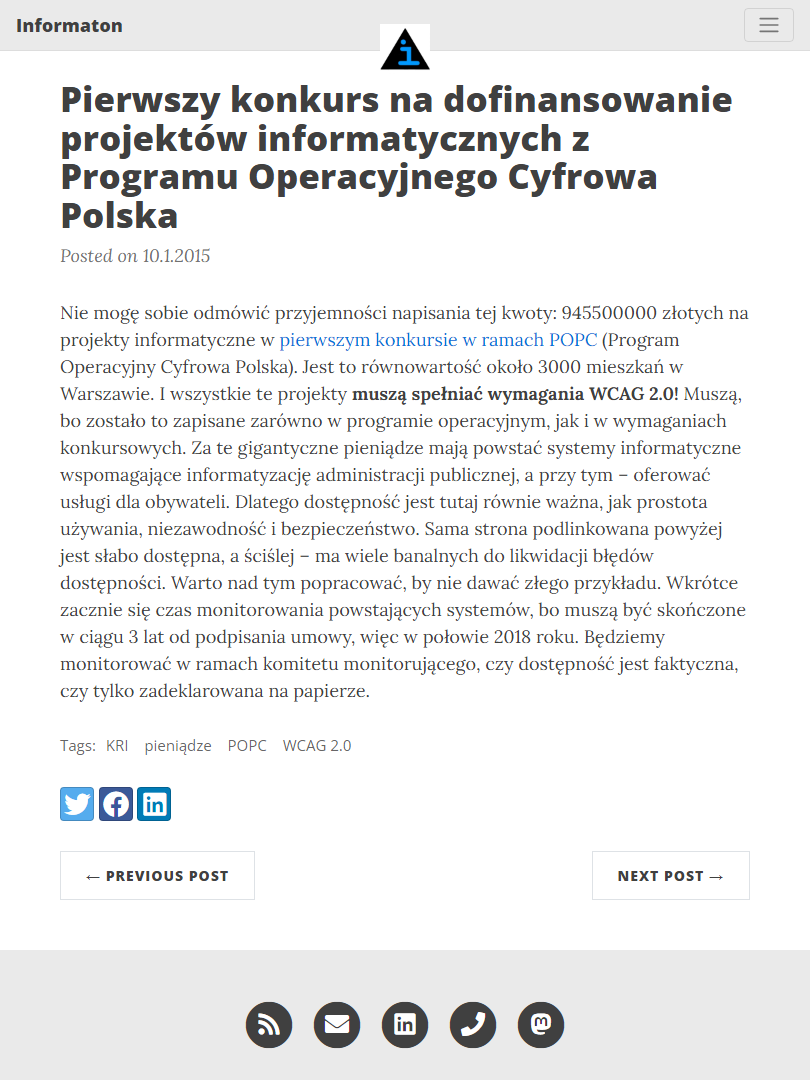 Informaton
Pierwszy konkurs na dofinansowanie
projektów informatycznych z
Programu Operacyjnego Cyfrowa
Polska
Posted on 10.1.2015
Nie mogę sobie odmówić przyjemności napisania tej kwoty: 945500000 złotych na
projekty informatyczne w pierwszym konkursie w ramach POPC (Program
Operacyjny Cyfrowa Polska). Jest to równowartość około 3000 mieszkań w
Warszawie. I wszystkie te projekty muszą spełniać wymagania WCAG 2.0! Muszą,
bo zostało to zapisane zarówno w programie operacyjnym, jak i w wymaganiach
konkursowych. Za te gigantyczne pieniądze mają powstać systemy informatyczne
wspomagające informatyzację administracji publicznej, a przy tym – oferować
usługi dla obywateli. Dlatego dostępność jest tutaj równie ważna, jak prostota
używania, niezawodność i bezpieczeństwo. Sama strona podlinkowana powyżej
jest słabo dostępna, a ściślej – ma wiele banalnych do likwidacji błędów
dostępności. Warto nad tym popracować, by nie dawać złego przykładu. Wkrótce
zacznie się czas monitorowania powstających systemów, bo muszą być skończone
w ciągu 3 lat od podpisania umowy, więc w połowie 2018 roku. Będziemy
monitorować w ramach komitetu monitorującego, czy dostępność jest faktyczna,
czy tylko zadeklarowana na papierze.
Tags: KRI pieniądze POPC WCAG 2.0
← PREVIOUS POST
NEXT POST →